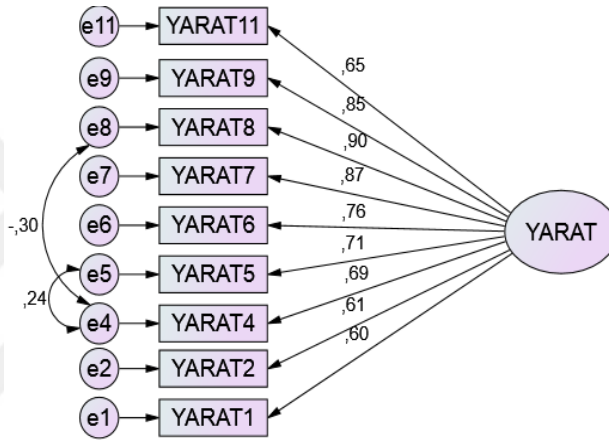 e11 YARAT11
,65
e9 YARAT9
,85
e8 YARAT8
,90
e7 YARAT7
,87
-,30 e6 YARAT6
,76
YARAT
e5 YARAT5
,71
,24 e4 YARAT4
,69
e2 YARAT2
,61
e1 YARAT1
,60